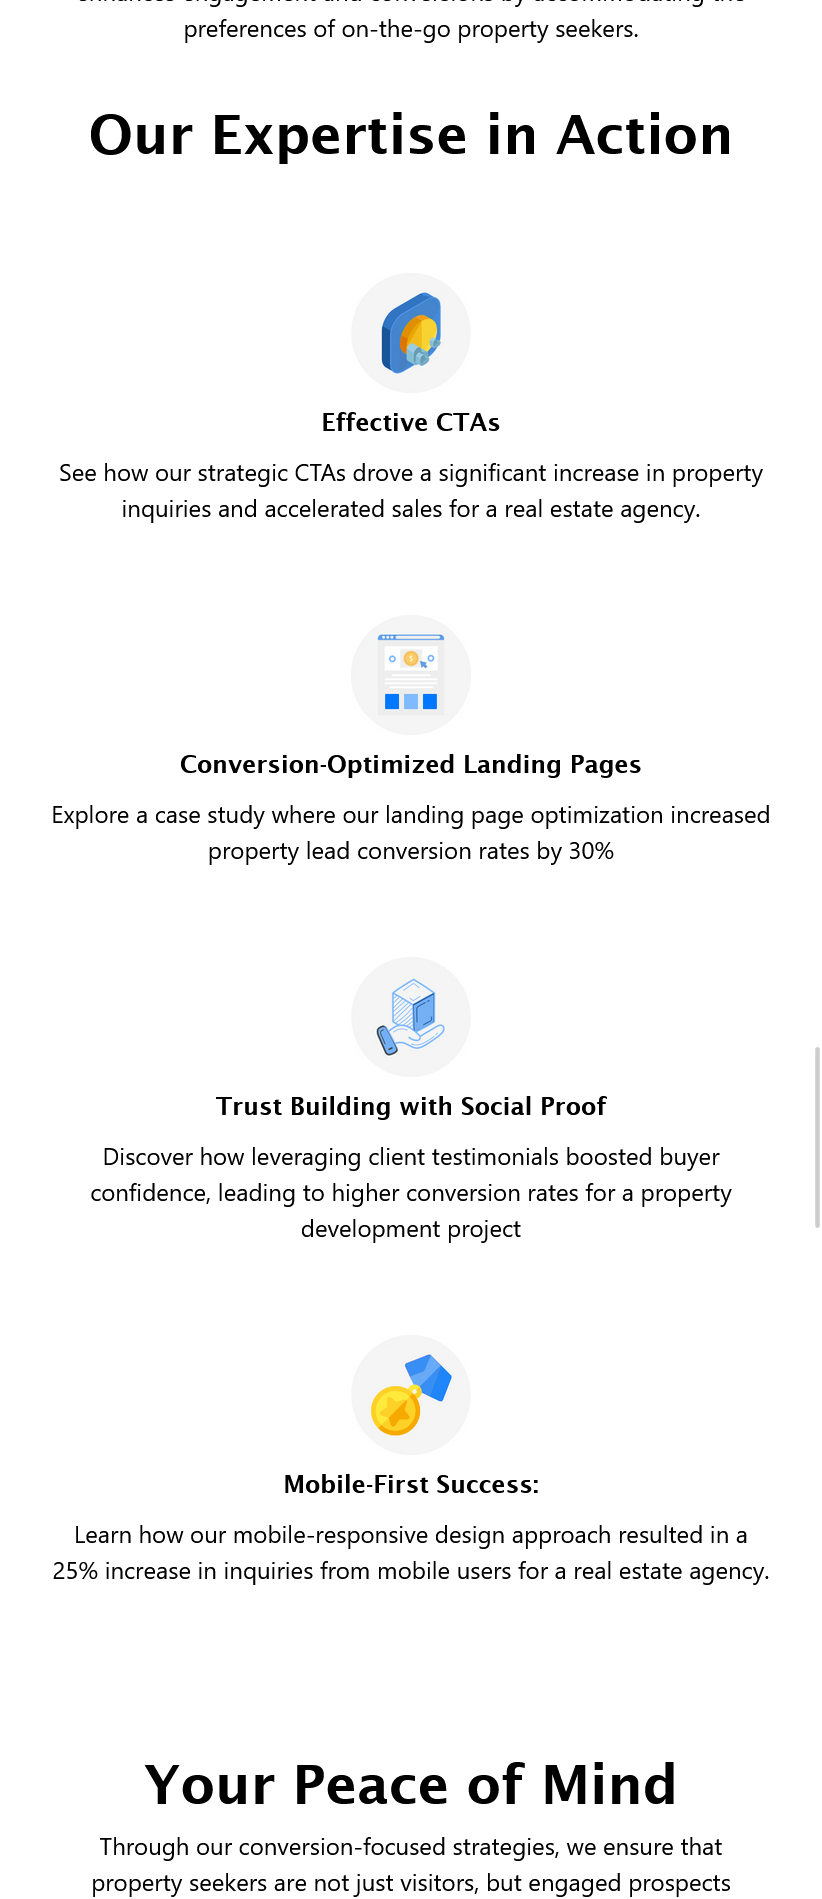 preferences of on-the-go property seekers.
Our Expertise in Action
Effective CTAs
See how our strategic CTAs drove a significant increase in property
inquiries and accelerated sales for a real estate agency.
Conversion-Optimized Landing Pages
Explore a case study where our landing page optimization increased
property lead conversion rates by 30%
Trust Building with Social Proof
Discover how leveraging client testimonials boosted buyer
confidence, leading to higher conversion rates for a property
development project
Mobile-First Success:
Learn how our mobile-responsive design approach resulted in a
25% increase in inquiries from mobile users for a real estate agency.
Your Peace of Mind
Through our conversion-focused strategies, we ensure that
property seekers are not just visitors, but engaged prospects